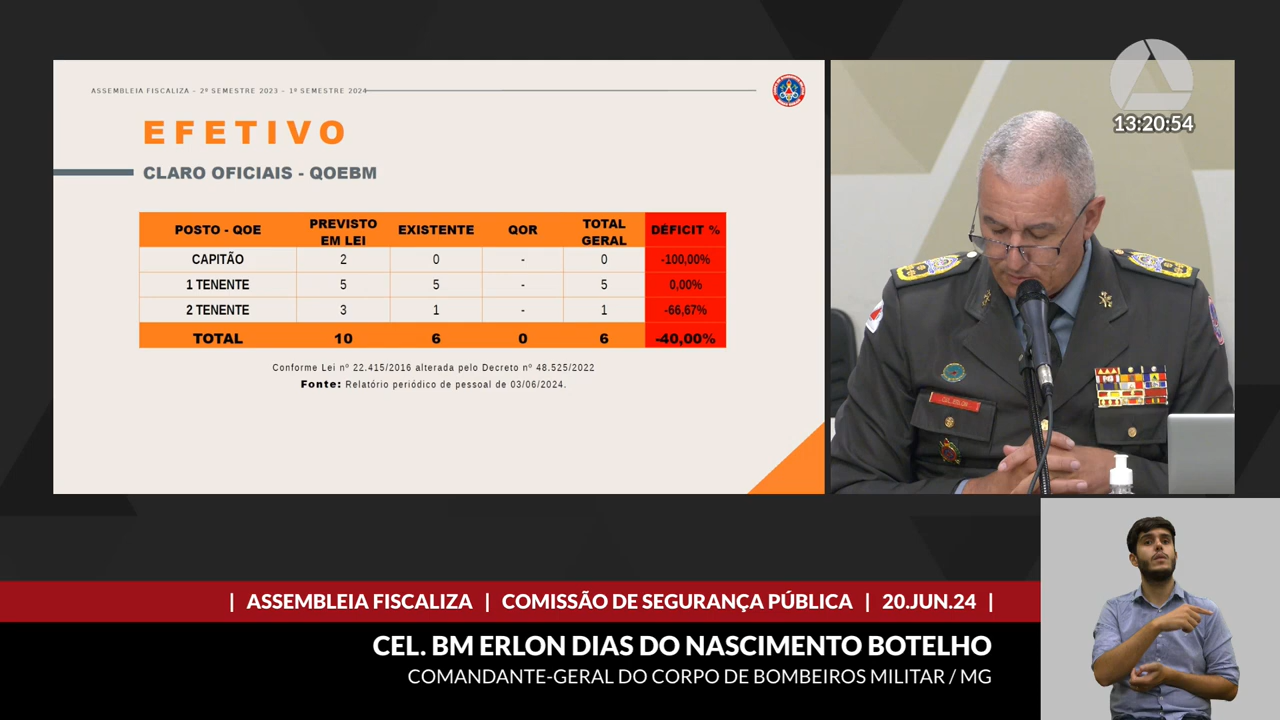 ASSEMBLEIA FISCALIZA - 2º SEMESTRE 2023 - 1º SEMESTRE 2024
EFETIVO
CLARO OFICIAIS - QOEBM
POSTO - QOE PREVISTO EM LEI EXISTENTE QOR TOTAL GERAL DÉFICIT %
CAPITÃO 2 0 - 0 -100,00%
1 TENENTE 5 5 - 5 0,00%
2 TENENTE 3 1 - 1 -66,67%
TOTAL 10 6 0 6 -40,00%
Conforme Lei nº 22.415/2016 alterada pelo Decreto nº 48.525/2022
Fonte: Relatório periódico de pessoal de 03/06/2024.
13:20:54
| ASSEMBLEIA FISCALIZA | COMISSÃO DE SEGURANÇA PÚBLICA | 20.JUN.24 |
CEL. BM ERLON DIAS DO NASCIMENTO BOTELHO
COMANDANTE-GERAL DO CORPO DE BOMBEIROS MILITAR / MG